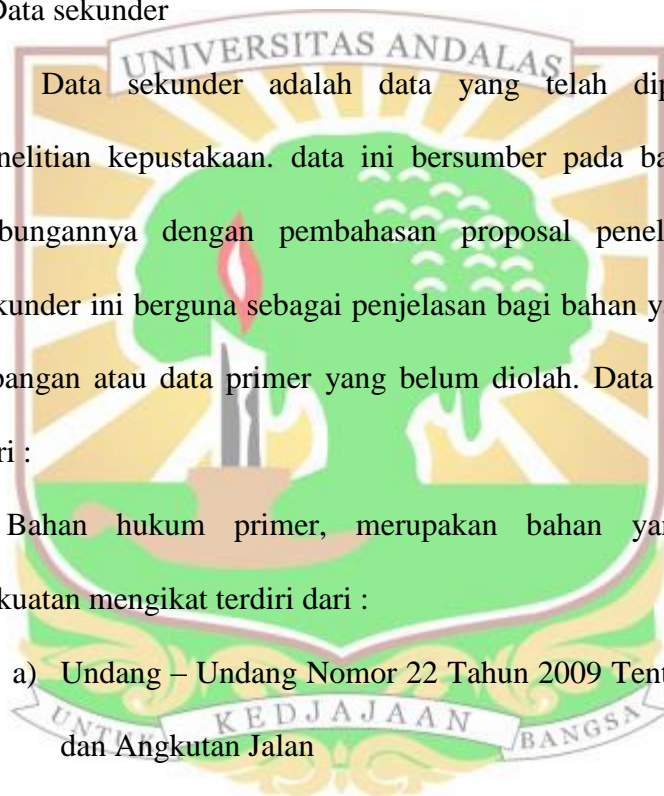 Data sekunder
UNIVERSITAS ANDALAS
Data sekunder adalah data yang telah dip
nelitian kepustakaan. data ini bersumber pada ba
bungannya dengan pembahasan proposal penel
kunder ini berguna sebagai penjelasan bagi bahan ya
pangan atau data primer yang belum diolah. Data
ri :
Bahan hukum primer, merupakan bahan yan
kuatan mengikat terdiri dari :
a) Undang – Undang Nomor 22 Tahun 2009 Tent
dan Angkutan Jalan
UNTUK KEDJAJAAN BANGSA